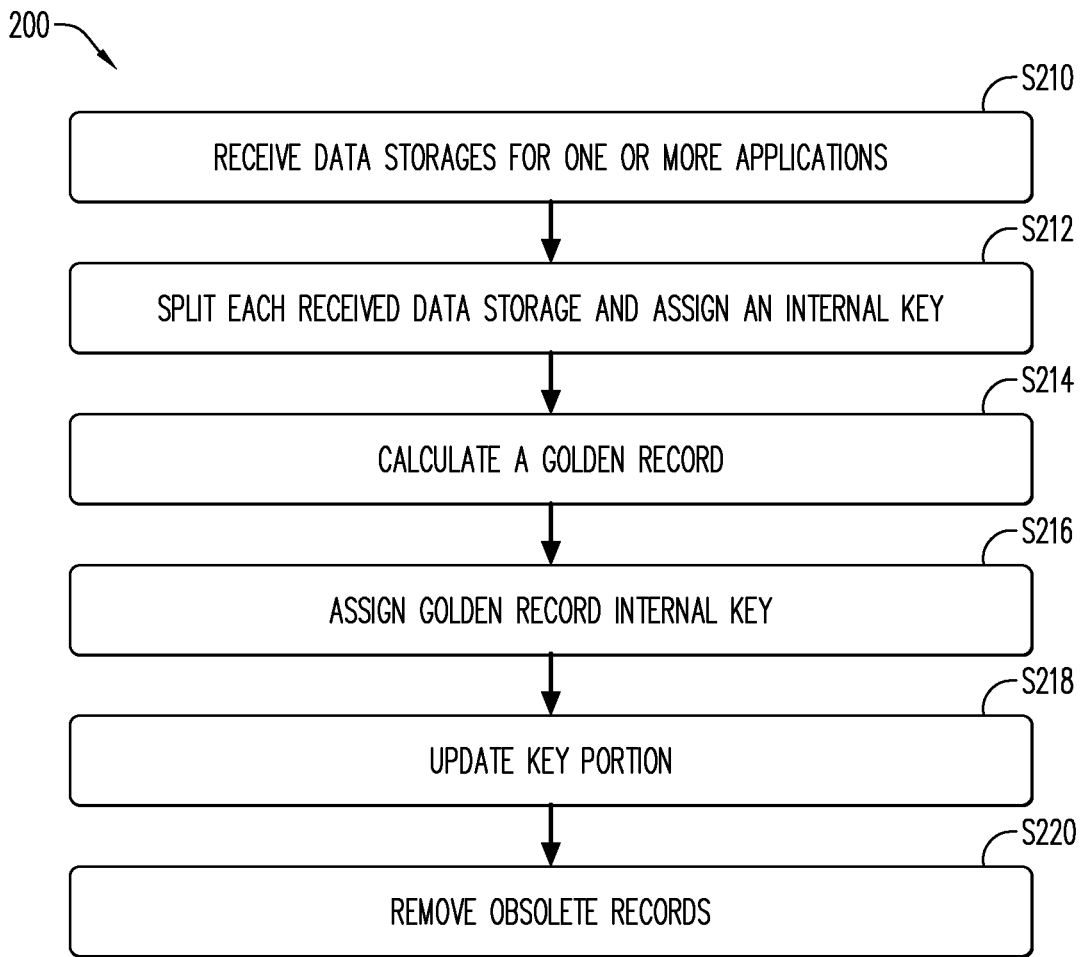 200
S210
RECEIVE DATA STORAGES FOR ONE OR MORE APPLICATIONS
S212
SPLIT EACH RECEIVED DATA STORAGE AND ASSIGN AN INTERNAL KEY
S214
CALCULATE A GOLDEN RECORD
S216
ASSIGN GOLDEN RECORD INTERNAL KEY
S218
UPDATE KEY PORTION
S220
REMOVE OBSOLETE RECORDS